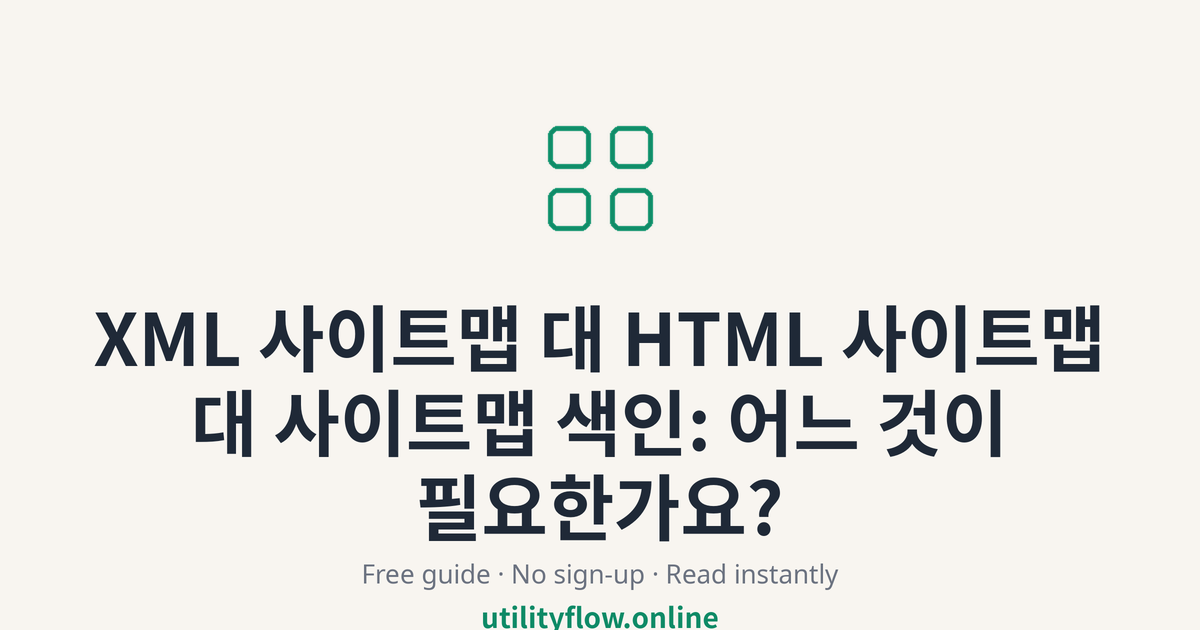 XML 사이트맵 대 HTML 사이트맵
대 사이트맵 색인: 어느 것이
필요한가요?
Free guide · No sign-up · Read instantly
utilityflow.online